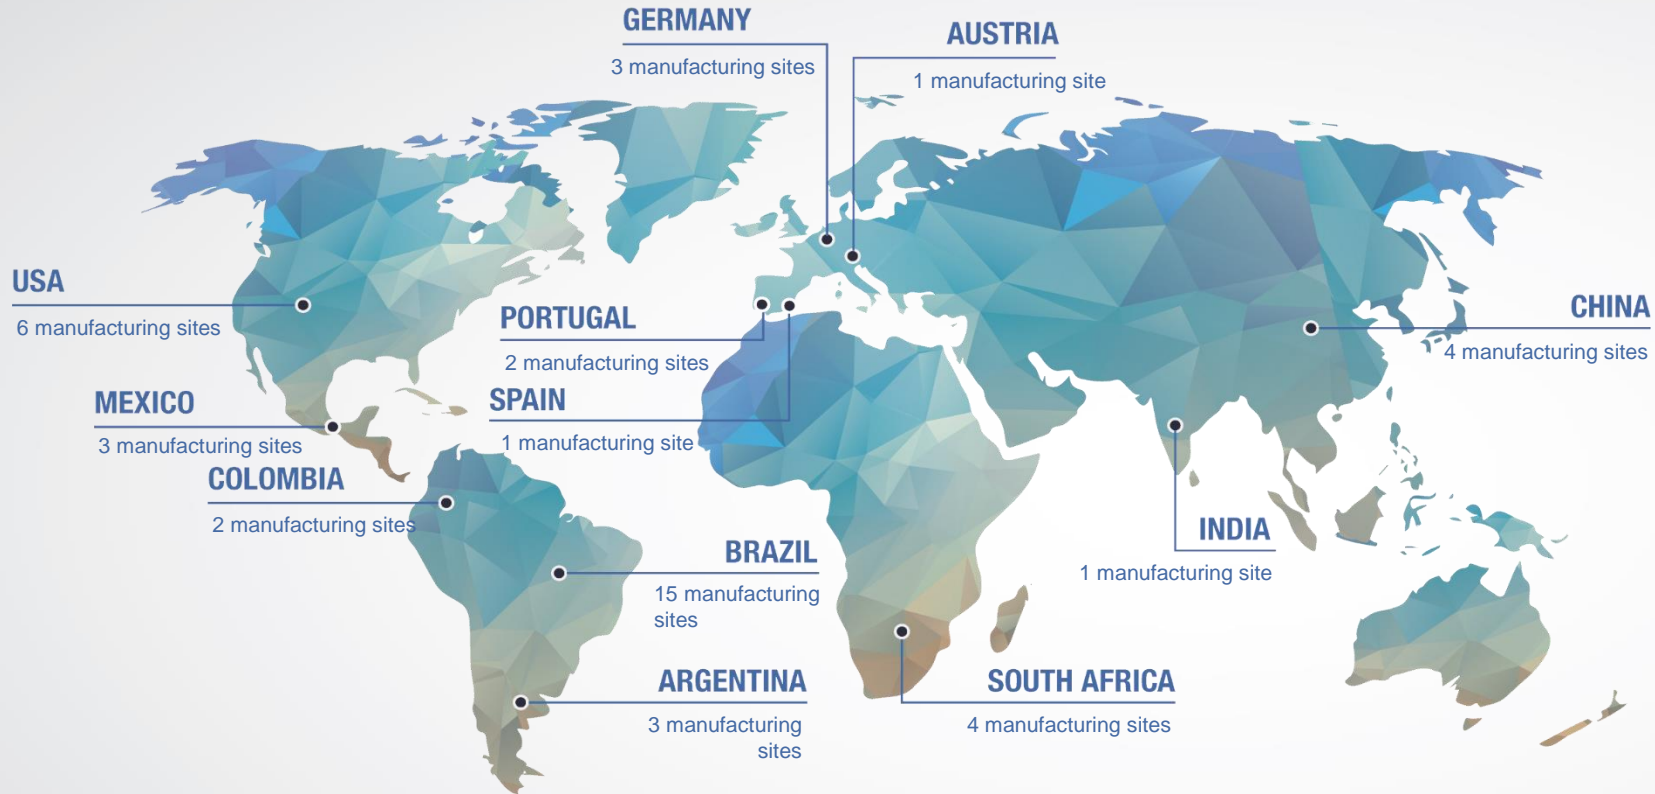 GERMANY
3 manufacturing sites
AUSTRIA
1 manufacturing site
USA
6 manufacturing sites
PORTUGAL
2 manufacturing sites
CHINA
4 manufacturing sites
MEXICO
3 manufacturing sites
SPAIN
1 manufacturing site
COLOMBIA
2 manufacturing sites
INDIA
1 manufacturing site
BRAZIL
15 manufacturing
sites
ARGENTINA
3 manufacturing
sites
SOUTH AFRICA
4 manufacturing sites